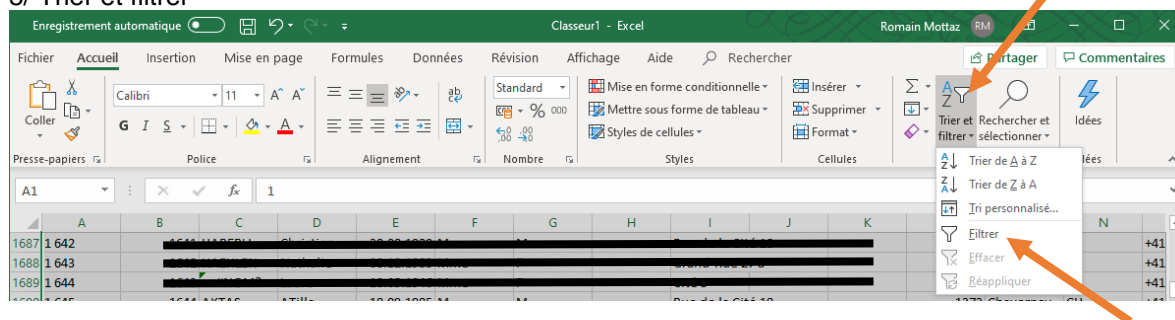 3/ Trier et filtrer
Enregistrement automatique
Classeur1 - Excel
Romain Mottaz RM
Fichier Accueil Insertion Mise en page Formules Données Révision Affichage Aide Rechercher Partager Commentaires
Coller
Calibri 11 A^ A˅
G I S A
ab
Standard
% 000
Mise en forme conditionnelle
Mettre sous forme de tableau
Styles de cellules
Insérer
Supprimer
Format
Trier et filtrer
Rechercher et sélectionner
Idées
Presse-papiers Police Alignement Nombre Styles Cellules
Trier de A à Z
Trier de Z à A
Tri personnalisé...
Filtrer
Effacer
Réappliquer
A1 fx 1
A B C D E F G H I J K N
1687 1 642 +41
1688 1 643 +41
1689 1 644 +41
1 645 1644 AKTAS ATilla 18.09.1985 M M Rue de la Cité 18 1373 Chavornay CH +41